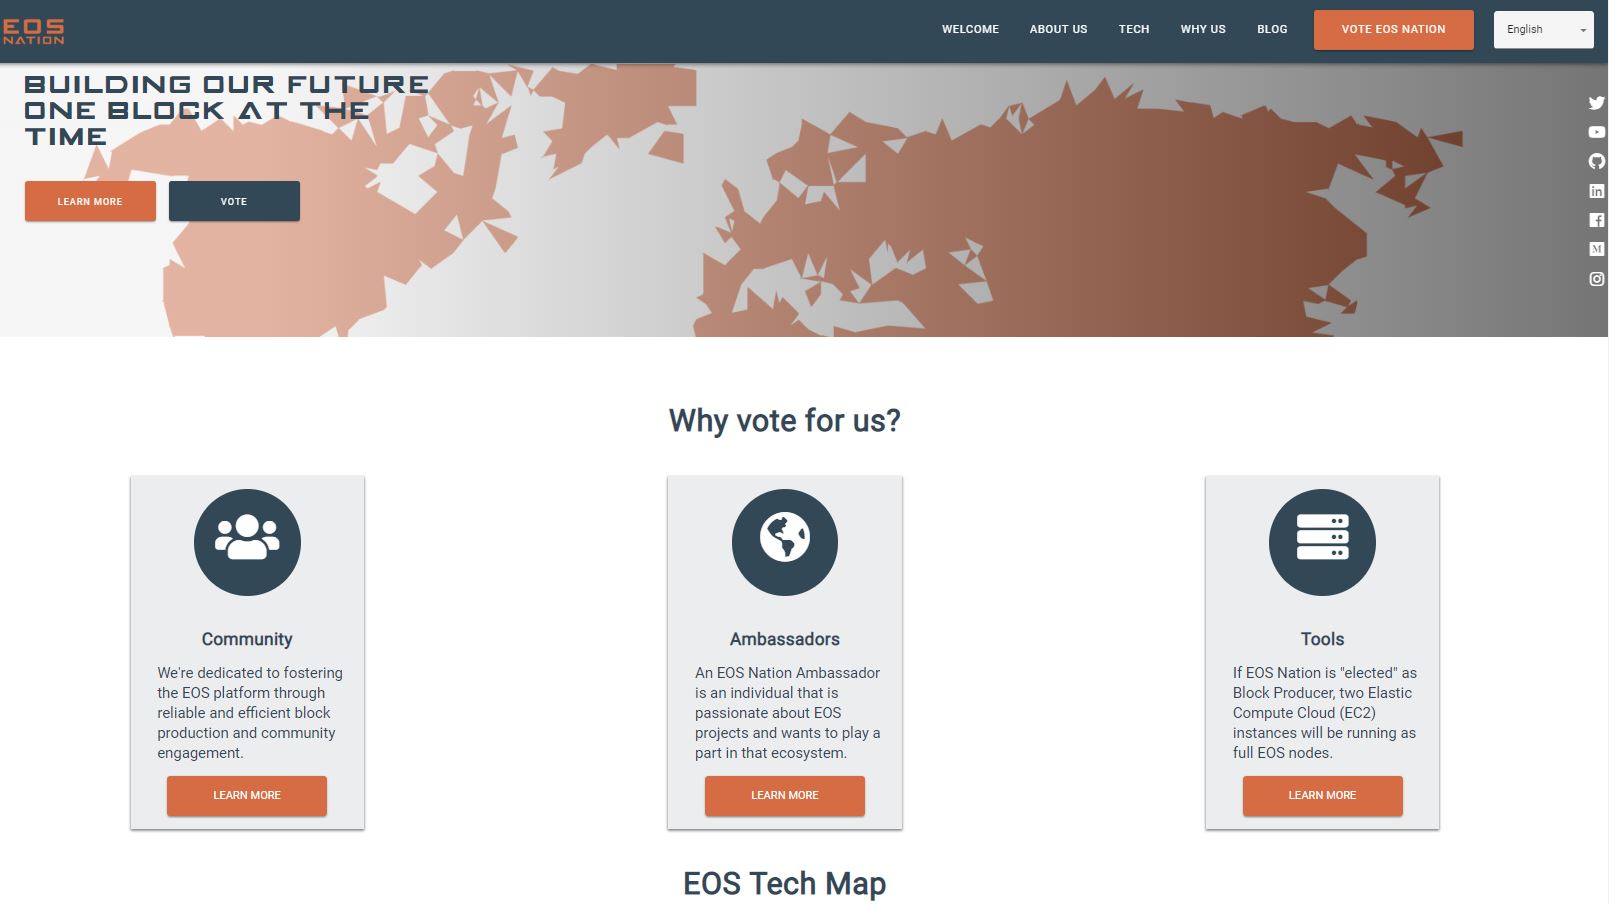 EOS
NATION
WELCOME
ABOUT US
TECH
WHY US
BLOG
VOTE EOS NATION
English
BUILDING OUR FUTURE
ONE BLOCK AT THE
TIME
LEARN MORE
VOTE
Why vote for us?
Community
We're dedicated to fostering
the EOS platform through
reliable and efficient block
production and community
engagement.
LEARN MORE
Ambassadors
An EOS Nation Ambassador
is an individual that is
passionate about EOS
projects and wants to play a
part in that ecosystem.
LEARN MORE
Tools
If EOS Nation is "elected" as
Block Producer, two Elastic
Compute Cloud (EC2)
instances will be running as
full EOS nodes.
LEARN MORE
EOS Tech Map